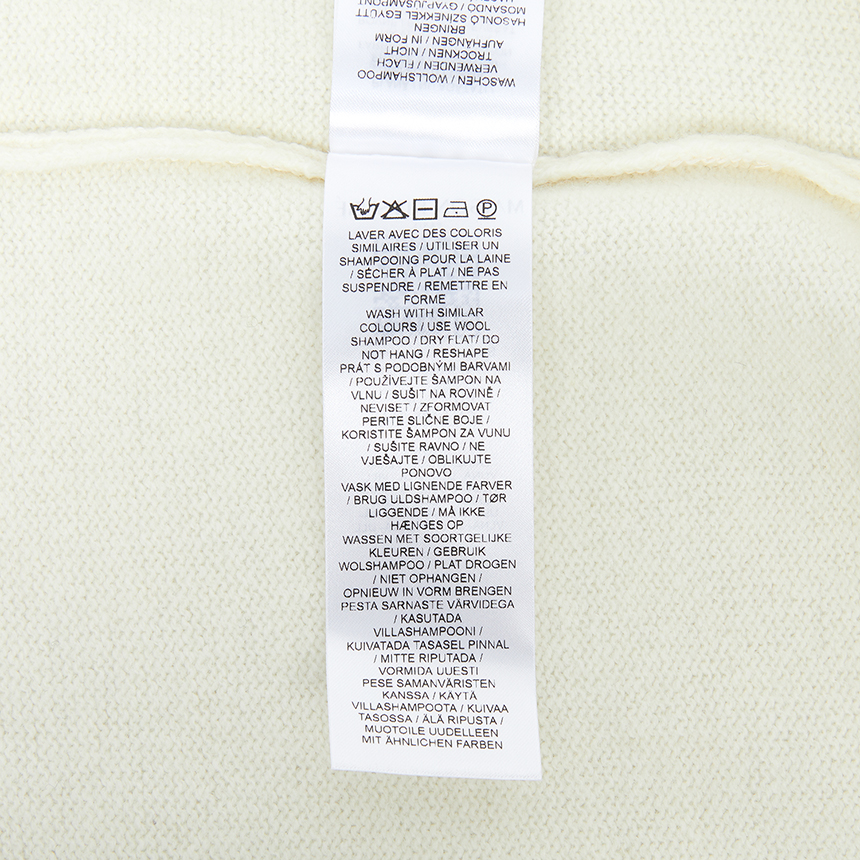 MOSANDÓ / GYAPJÚSAMPONT
HASONLÓ SZÍNEKKEL EGYÜTT
BRINGEN
AUFHÄNGEN / IN FORM
TROCKNEN / NICHT
VERWENDEN / FLACH
WASCHEN / WOLLSHAMPOO
P
LAVER AVEC DES COLORIS
SIMILAIRES / UTILISER UN
SHAMPOOING POUR LA LAINE
/ SÉCHER À PLAT / NE PAS
SUSPENDRE / REMETTRE EN
FORME
WASH WITH SIMILAR
COLOURS / USE WOOL
SHAMPOO / DRY FLAT/ DO
NOT HANG / RESHAPE
PRÁT S PODOBNÝMI BARVAMI
/ POUŽÍVEJTE ŠAMPON NA
VLNU / SUŠIT NA ROVINĚ /
NEVISET / ZFORMOVAT
PERITE SLIČNE BOJE /
KORISTITE ŠAMPON ZA VUNU
/ SUŠITE RAVNO / NE
VJEŠAJTE / OBLIKUJTE
PONOVO
VASK MED LIGNENDE FARVER
/ BRUG ULDSHAMPOO / TØR
LIGGENDE / MÅ IKKE
HÆNGES OP
WASSEN MET SOORTGELIJKE
KLEUREN / GEBRUIK
WOLSHAMPOO / PLAT DROGEN
/ NIET OPHANGEN /
OPNIEUW IN VORM BRENGEN
PESTA SARNASTE VÄRVIDEGA
/ KASUTADA
VILLASHAMPOONI /
KUIVATADA TASASEL PINNAL
/ MITTE RIPUTADA /
VORMIDA UUESTI
PESE SAMANVÄRISTEN
KANSSA / KÄYTÄ
VILLASHAMPOOTA / KUIVAA
TASOSSA / ÄLÄ RIPUSTA /
MUOTOILE UUDELLEEN
MIT ÄHNLICHEN FARBEN